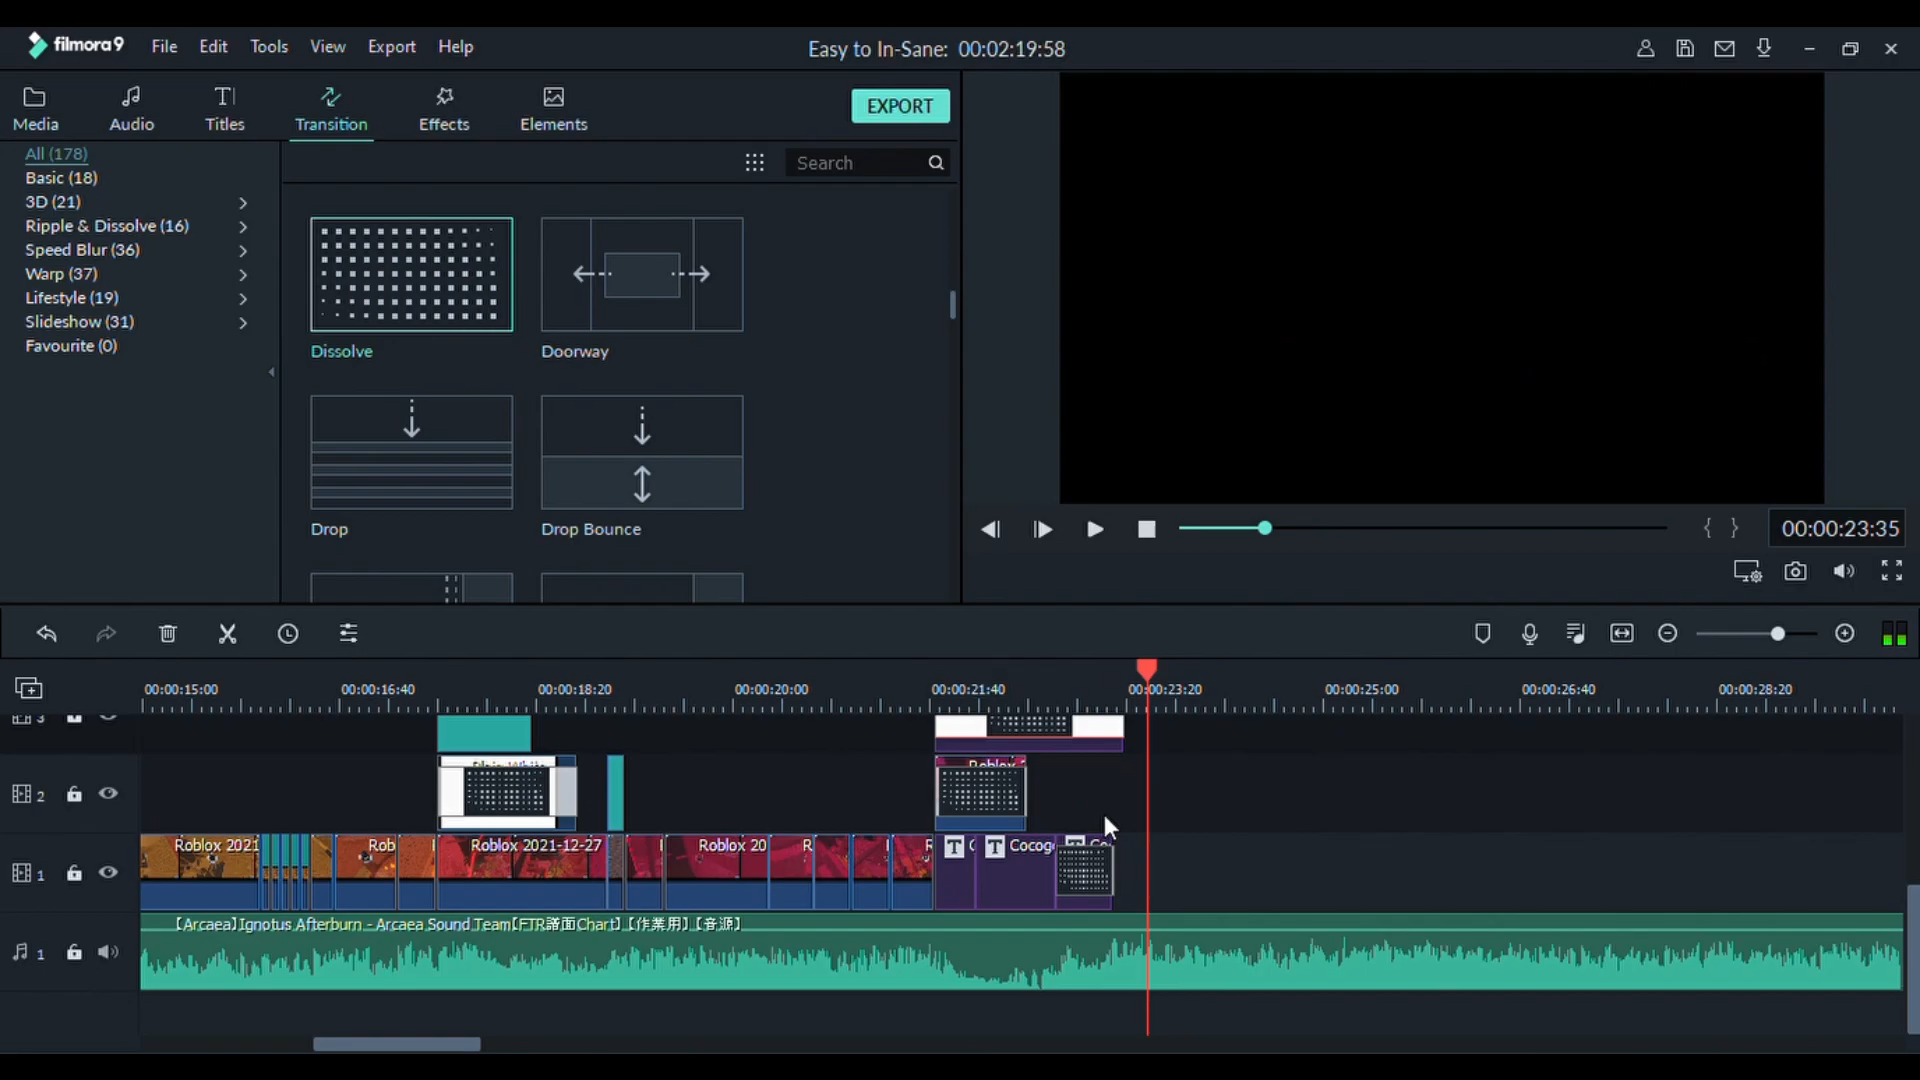 filmora9 File Edit Tools View Export Help Easy to In-Sane: 00:02:19:58
Media Audio Titles Transition Effects Elements EXPORT
All (178)
Basic (18)
3D (21)
Ripple & Dissolve (16)
Speed Blur (36)
Warp (37)
Lifestyle (19)
Slideshow (31)
Favourite (0)
Search
Dissolve Doorway
Drop Drop Bounce
{ } 00:00:23:35
00:00:15:00 00:00:16:40 00:00:18:20 00:00:20:00 00:00:21:40 00:00:23:20 00:00:25:00 00:00:26:40 00:00:28:20
3
2
Roblox 2021 Rob Roblox 2021-12-27 Roblox 20 R Cocog
1
【Arcaea】Ignotus Afterburn - Arcaea Sound Team【FTR譜面Chart】【作業用】【音源】
1